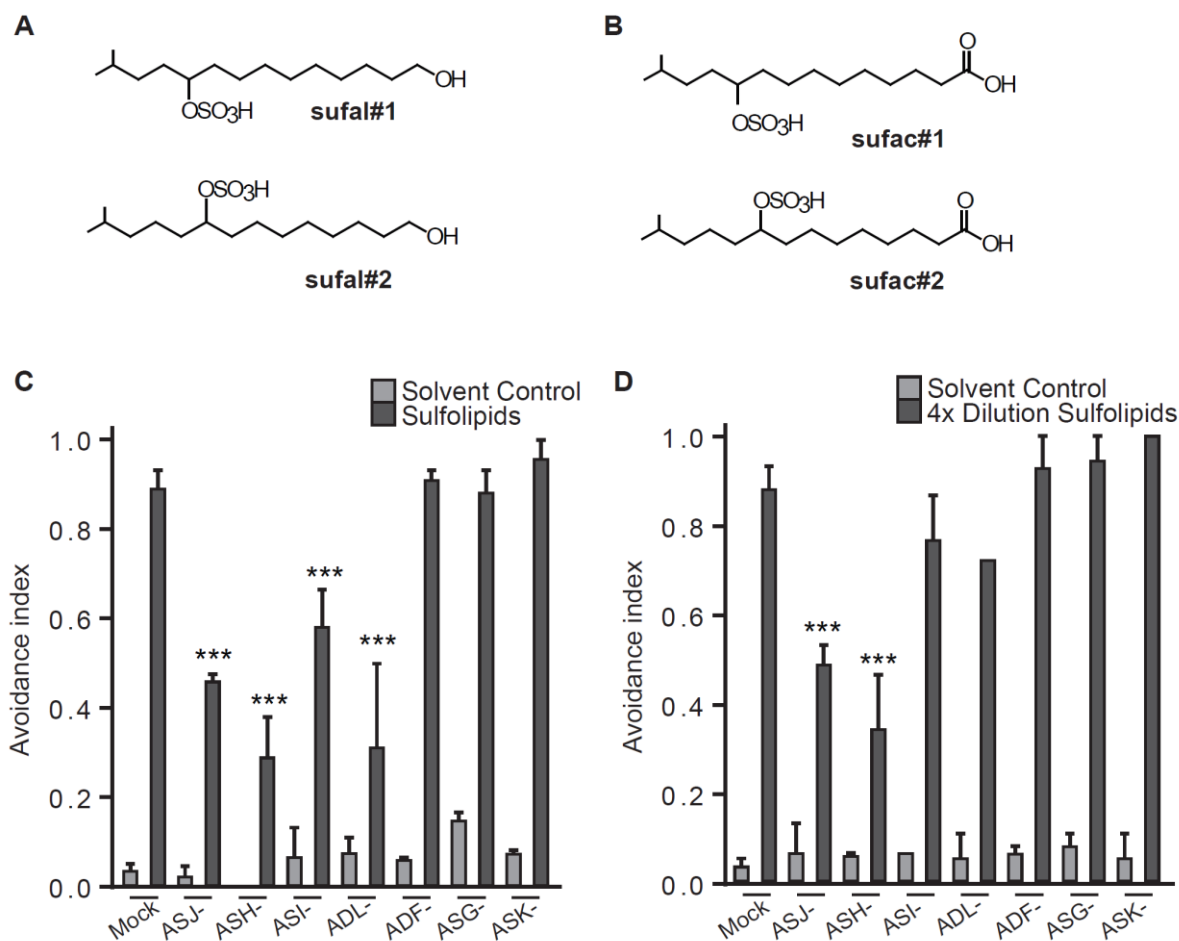 A
OH
OSO3H
sufal#1
OSO3H
OH
sufal#2
B
O
OH
OSO3H
sufac#1
OSO3H
O
OH
sufac#2
C
Solvent Control
Sulfolipids
Avoidance index
1.0
0.8
0.6
0.4
0.2
0.0
***
***
***
***
Mock
ASJ-
ASH-
ASI-
ADL-
ADF-
ASG-
ASK-
D
Solvent Control
4x Dilution Sulfolipids
Avoidance index
1.0
0.8
0.6
0.4
0.2
0.0
***
***
Mock
ASJ-
ASH-
ASI-
ADL-
ADF-
ASG-
ASK-